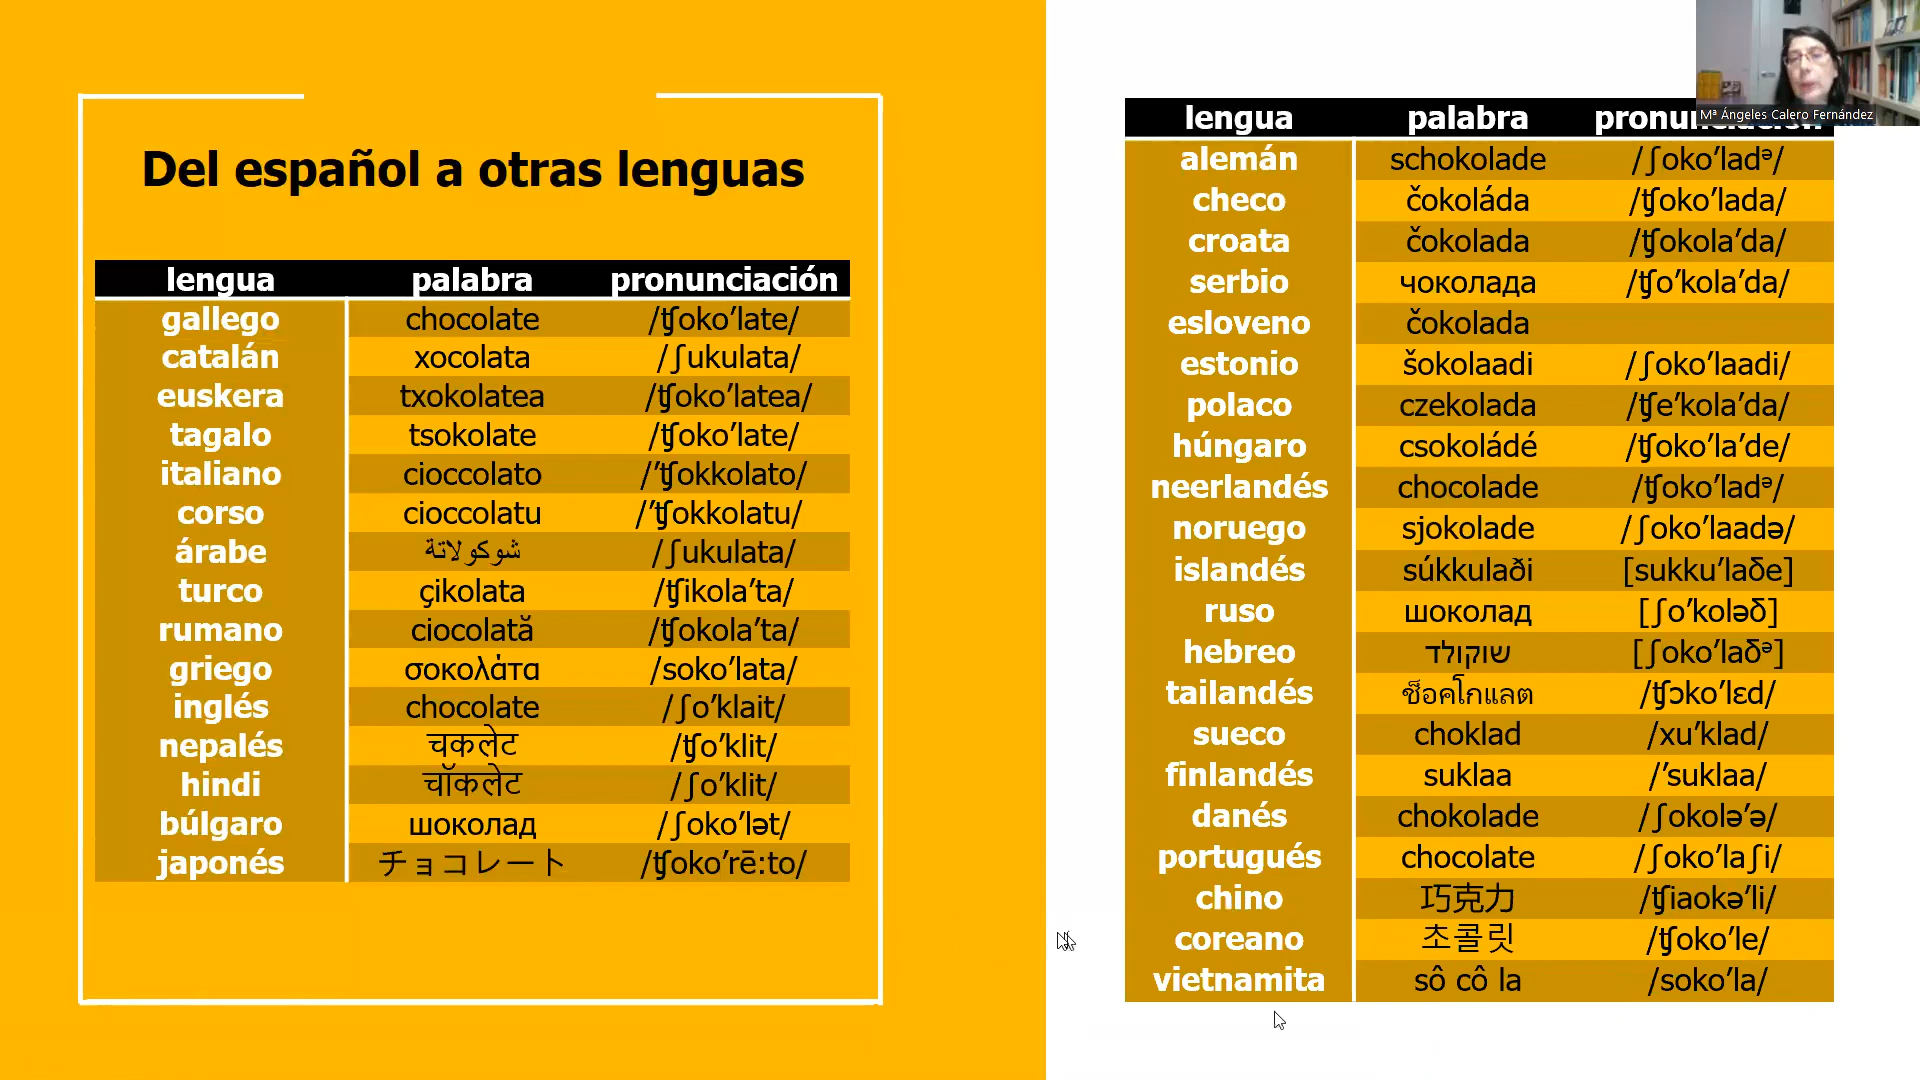 Del español a otras lenguas
lengua palabra pronunciación
gallego chocolate /ʧoko’late/
catalán xocolata /ʃukulata/
euskera txokolatea /ʧoko’latea/
tagalo tsokolate /ʧoko’late/
italiano cioccolato /’ʧokkolato/
corso cioccolatu /’ʧokkolatu/
árabe شوكولاتة /ʃukulata/
turco çikolata /ʧikola’ta/
rumano ciocolată /ʧokola’ta/
griego σοκολάτα /soko’lata/
inglés chocolate /ʃo’klait/
nepalés चकलेट /ʧo’klit/
hindi चॉकलेट /ʃo’klit/
búlgaro шоколад /ʃoko’lət/
japonés チョコレート /ʧoko’rē:to/
Mª Ángeles Calero Fernández
lengua palabra pronunciación
alemán schokolade /ʃoko’ladᵊ/
checo čokoláda /ʧoko’lada/
croata čokolada /ʧokola’da/
serbio чоколада /ʧo’kola’da/
esloveno čokolada
estonio šokolaadi /ʃoko’laadi/
polaco czekolada /ʧe’kola’da/
húngaro csokoládé /ʧoko’la’de/
neerlandés chocolade /ʧoko’ladᵊ/
noruego sjokolade /ʃoko’laadə/
islandés súkkulaði [sukku’laδe]
ruso шоколад [ʃo’koləδ]
hebreo שוקולד [ʃoko’laδᵊ]
tailandés ช็อคโกแลต /ʧɔko’lɛd/
sueco choklad /xu’klad/
finlandés suklaa /’suklaa/
danés chokolade /ʃokolə’ə/
portugués chocolate /ʃoko’laʃi/
chino 巧克力 /ʧiaokə’li/
coreano 초콜릿 /ʧoko’le/
vietnamita sô cô la /soko’la/